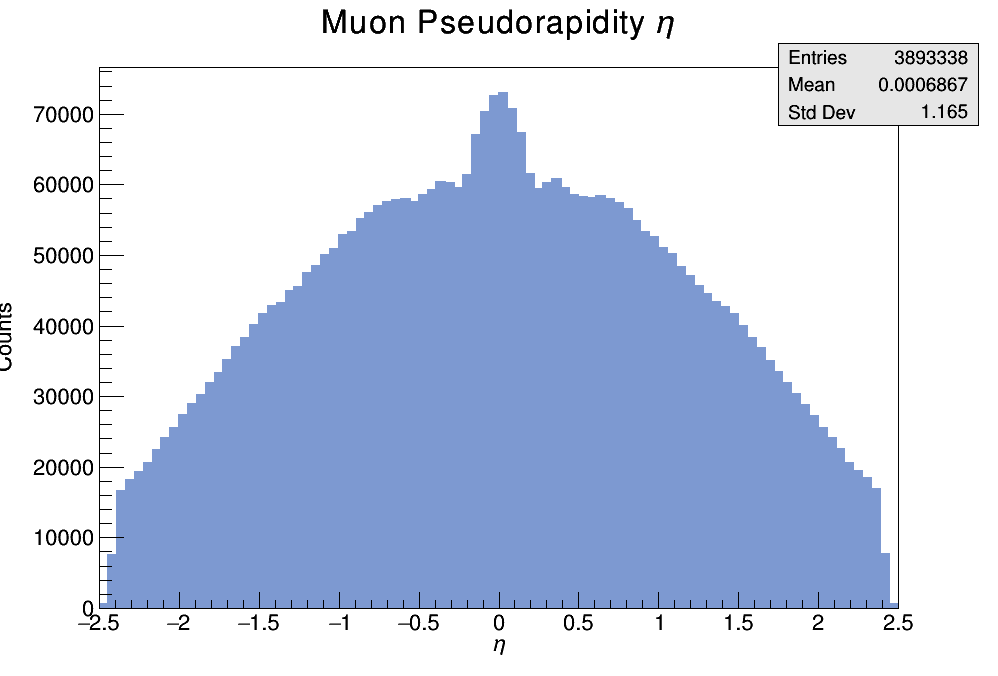 Muon Pseudorapidity η
Entries 3893338
Mean 0.0006867
Std Dev 1.165
70000
60000
50000
40000
30000
20000
10000
0
Counts
−2.5 −2 −1.5 −1 −0.5 0 0.5 1 1.5 2 2.5
η